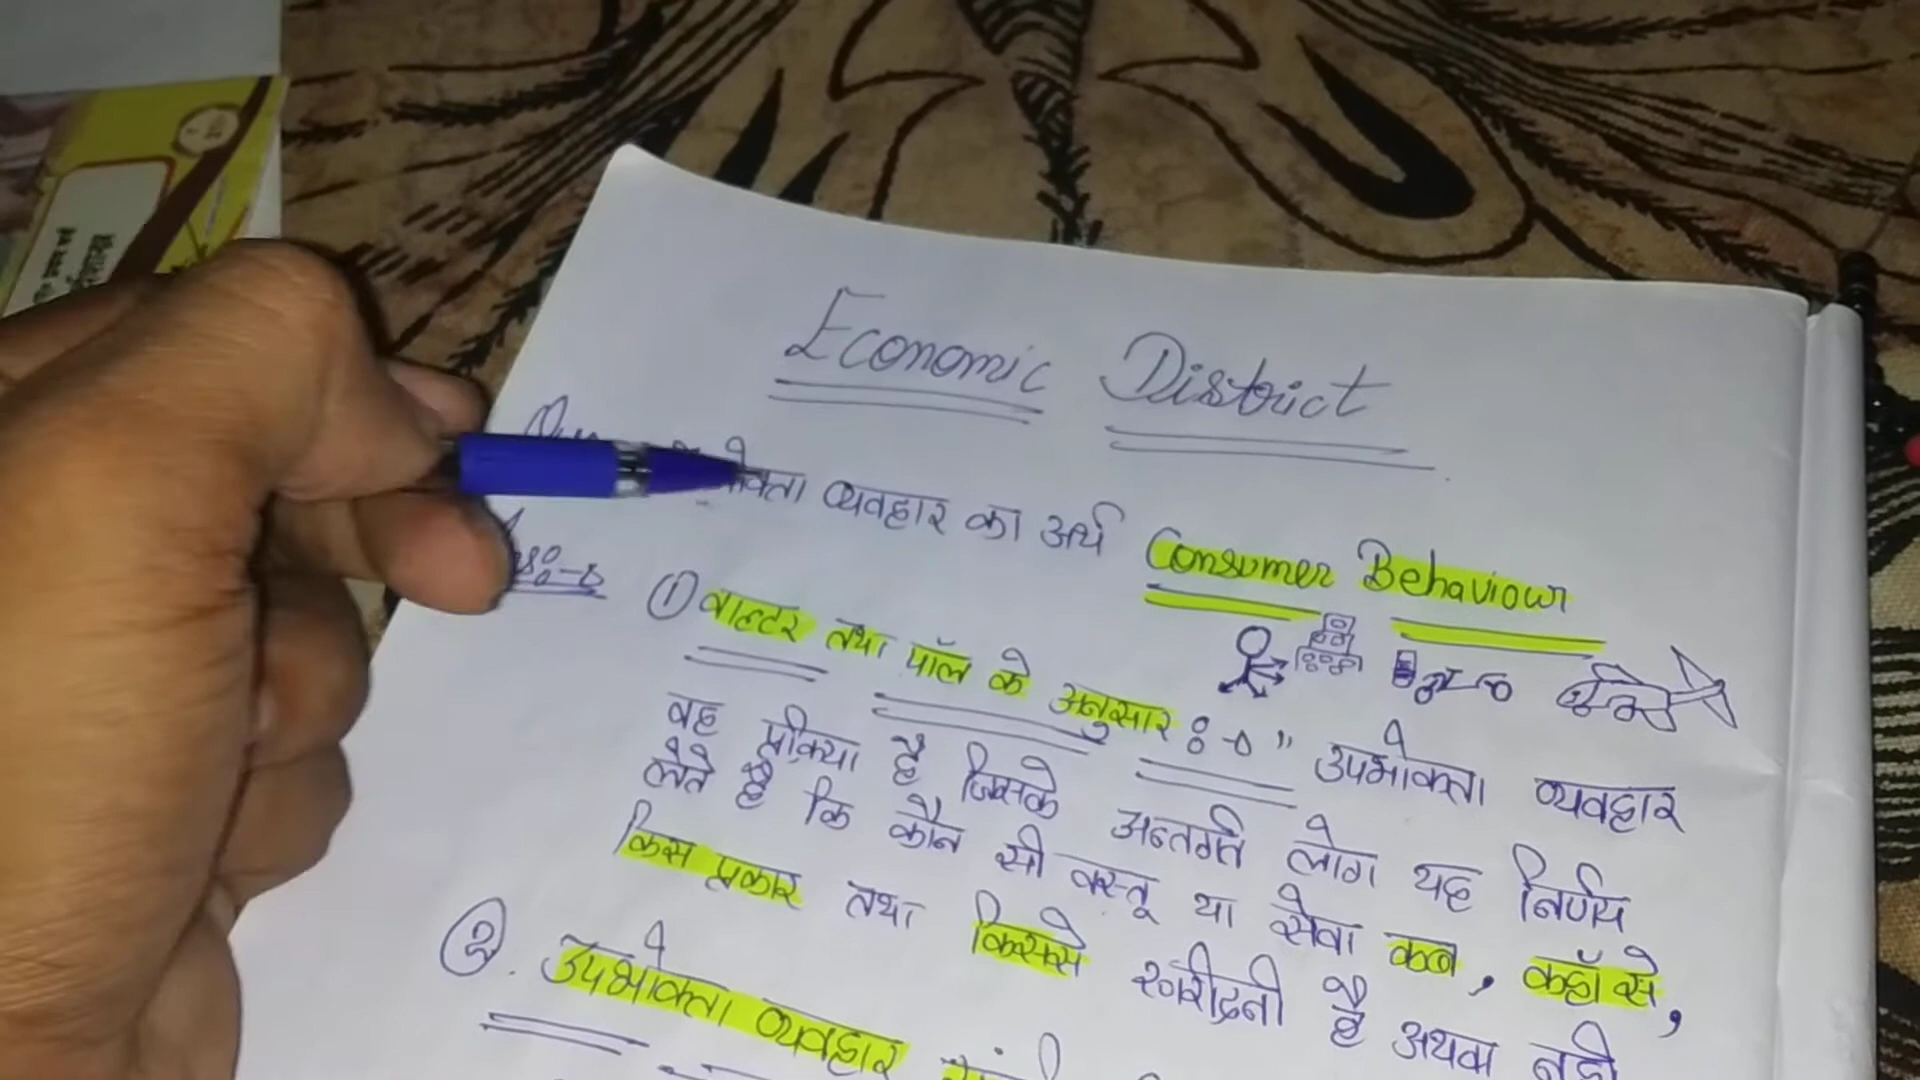 Economic District
व्यवहार का अर्थ Consumer Behaviour
① वाल्टर तथा पॉल के अनुसार :- " उपभोक्ता व्यवहार
वह प्रक्रिया है जिसके अन्तर्गत लोग यह निर्णय
लेते है कि कौन सी वस्तू या सेवा कब, कहाँ से,
किस प्रकार तथा किससे खरीदनी है अथवा नही
②. उपभोक्ता व्यवहार